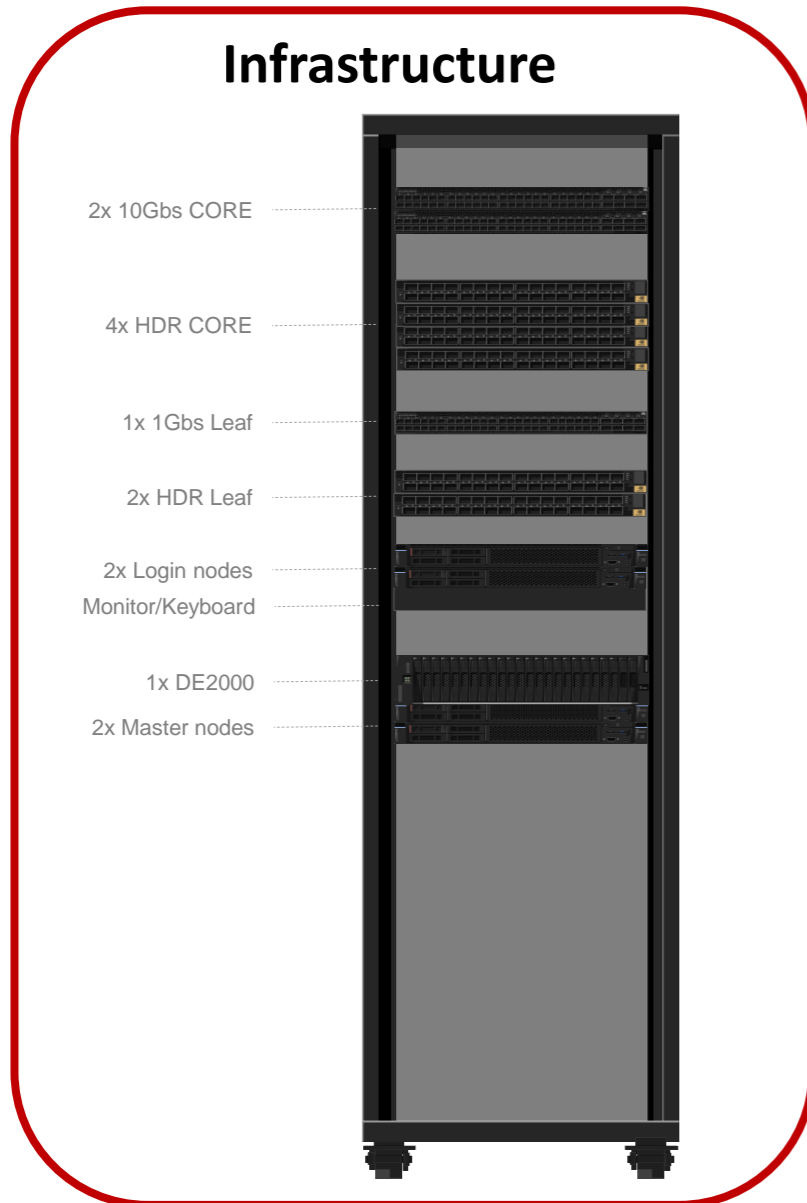 Infrastructure
2x 10Gbs CORE
4x HDR CORE
1x 1Gbs Leaf
2x HDR Leaf
2x Login nodes
Monitor/Keyboard
1x DE2000
2x Master nodes